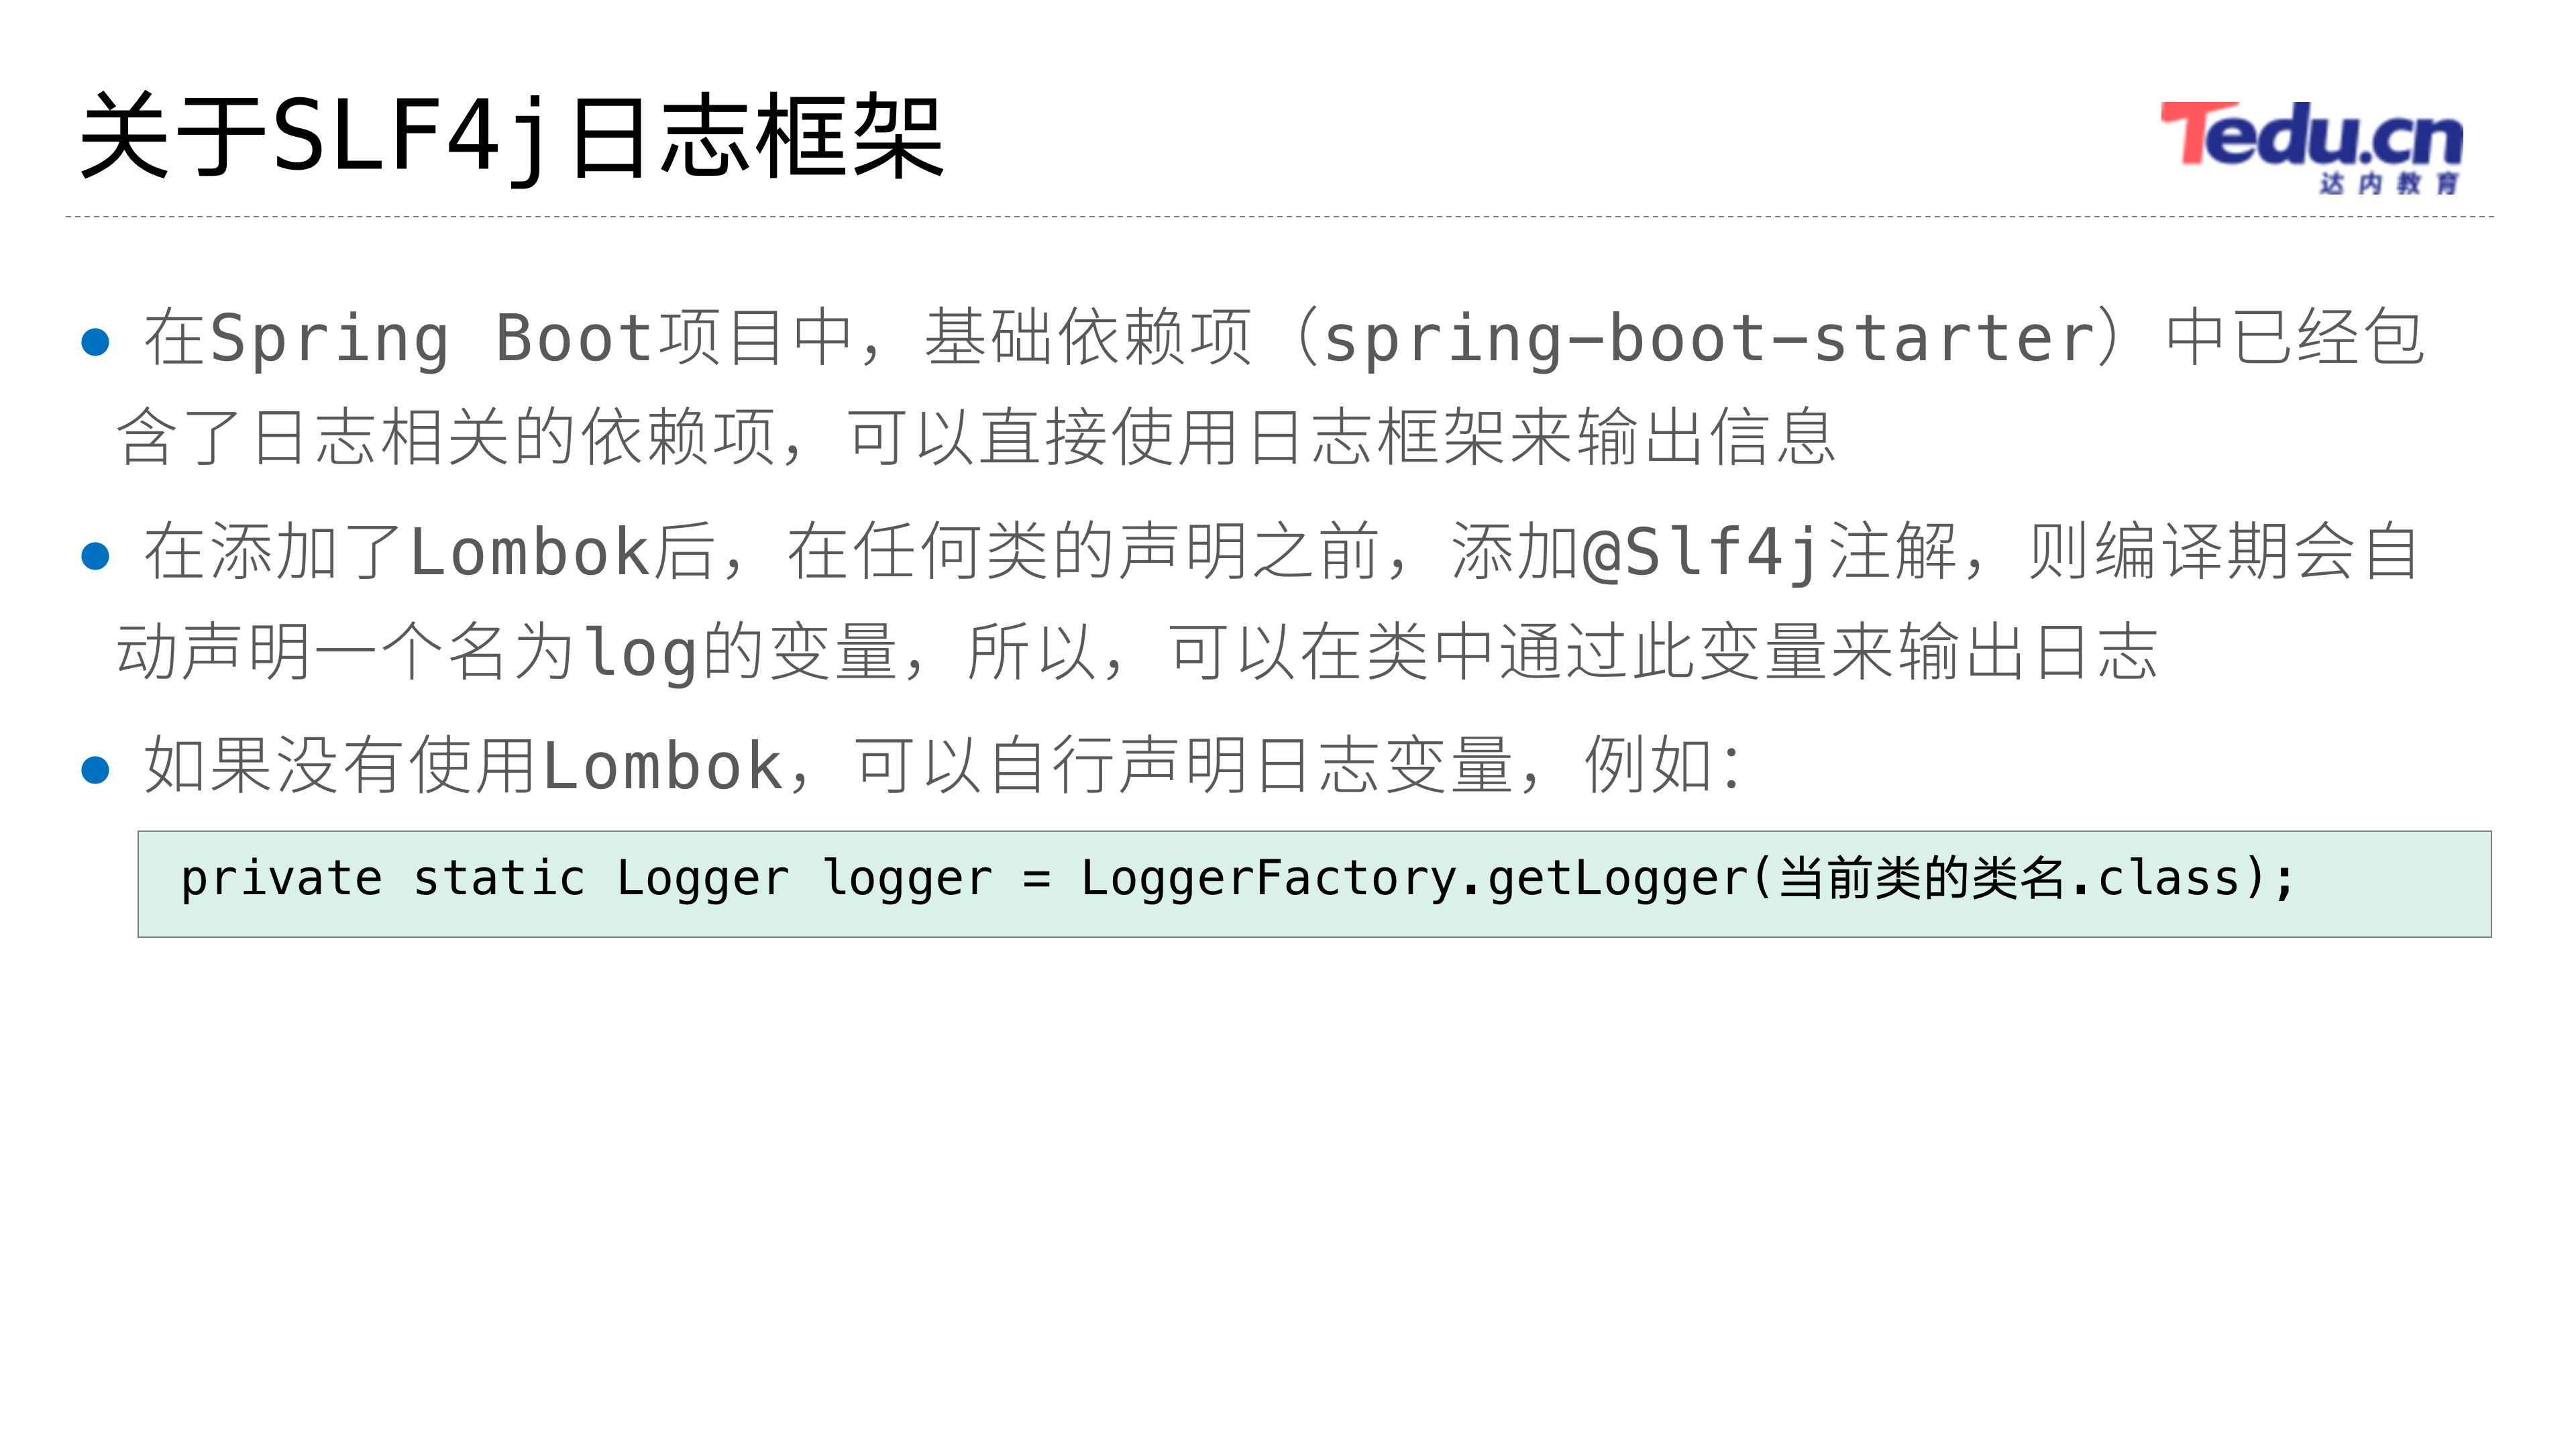 关于SLF4j日志框架
Tedu.cn
达内教育
● 在Spring Boot项目中，基础依赖项（spring-boot-starter）中已经包
含了日志相关的依赖项，可以直接使用日志框架来输出信息
● 在添加了Lombok后，在任何类的声明之前，添加@Slf4j注解，则编译期会自
动声明一个名为log的变量，所以，可以在类中通过此变量来输出日志
● 如果没有使用Lombok，可以自行声明日志变量，例如：
private static Logger logger = LoggerFactory.getLogger(当前类的类名.class);